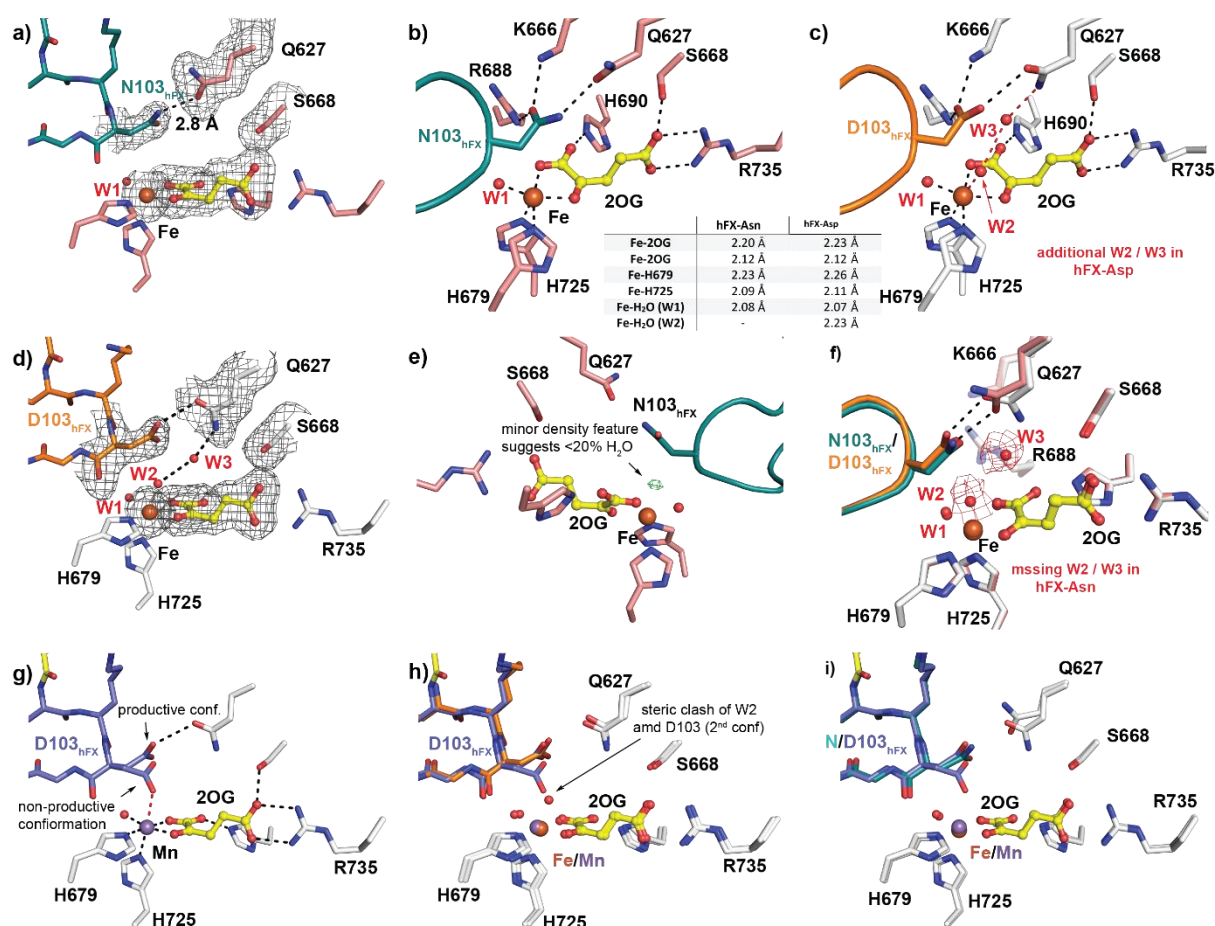 a)
Q627
N103hFX
2.8 Å
S668
W1
Fe
b)
K666
Q627
S668
R688
H690
N103hFX
R735
W1
Fe
2OG
H679
H725
hFX-Asn hFX-Asp
Fe-2OG 2.20 Å 2.23 Å
Fe-2OG 2.12 Å 2.12 Å
Fe-H679 2.23 Å 2.26 Å
Fe-H725 2.09 Å 2.11 Å
Fe-H₂O (W1) 2.08 Å 2.07 Å
Fe-H₂O (W2) - 2.23 Å
c)
K666
Q627
S668
D103hFX
W3
H690
R735
W1
Fe
2OG
W2
additional W2 / W3 in
hFX-Asp
H679
H725
d)
Q627
D103hFX
S668
W2
W3
W1
Fe
H679
R735
H725
e)
Q627
S668
N103hFX
minor density feature
suggests <20% H₂O
2OG
Fe
f)
K666
Q627
S668
N103hFX/
D103hFX
W3
R688
W2
W1
R735
Fe
2OG
mssing W2 / W3 in
hFX-Asn
H679
H725
g)
productive conf.
D103hFX
non-productive
confiormation
2OG
Mn
R735
H679
H725
h)
Q627
steric clash of W2
amd D103 (2nd conf)
D103hFX
S668
2OG
Fe/Mn
R735
H679
H725
i)
Q627
N/D103hFX
S668
2OG
R735
Fe/Mn
H679
H725